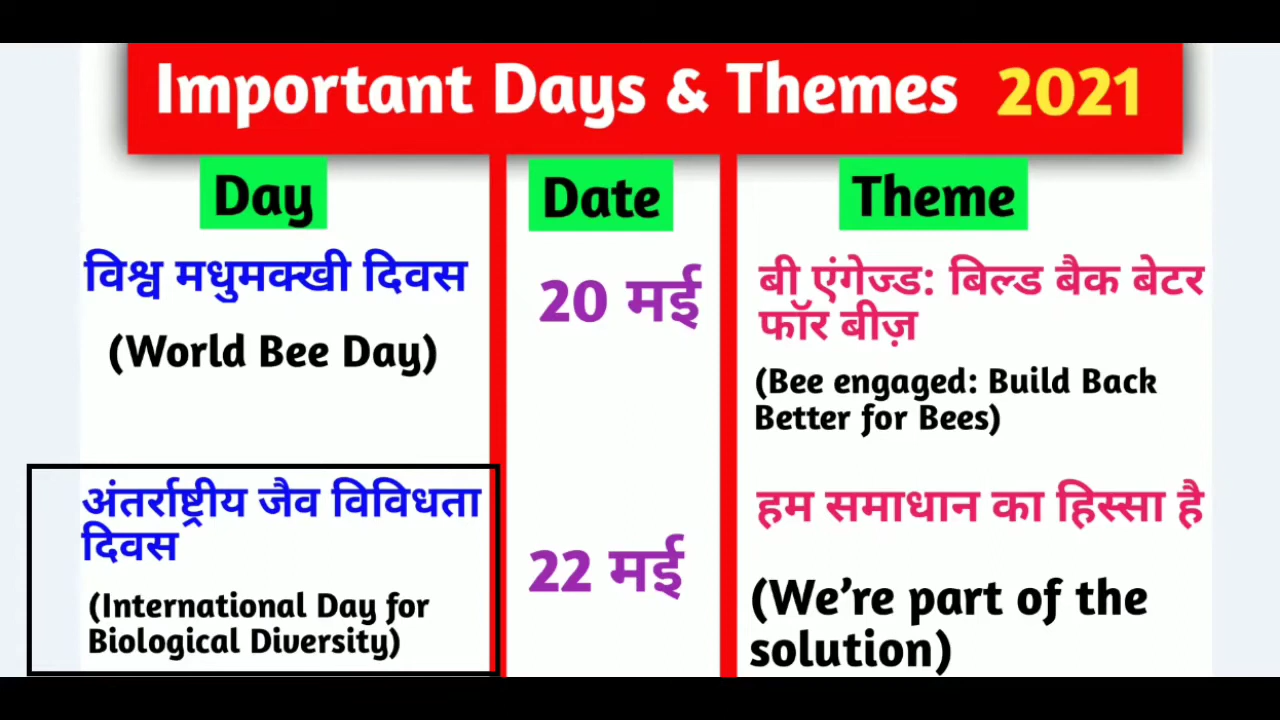 Important Days & Themes 2021
Day
Date
Theme
विश्व मधुमक्खी दिवस
(World Bee Day)
20 मई
बी एंगेज्ड: बिल्ड बैक बेटर
फॉर बीज़
(Bee engaged: Build Back
Better for Bees)
अंतर्राष्ट्रीय जैव विविधता
दिवस
(International Day for
Biological Diversity)
22 मई
हम समाधान का हिस्सा है
(We’re part of the
solution)